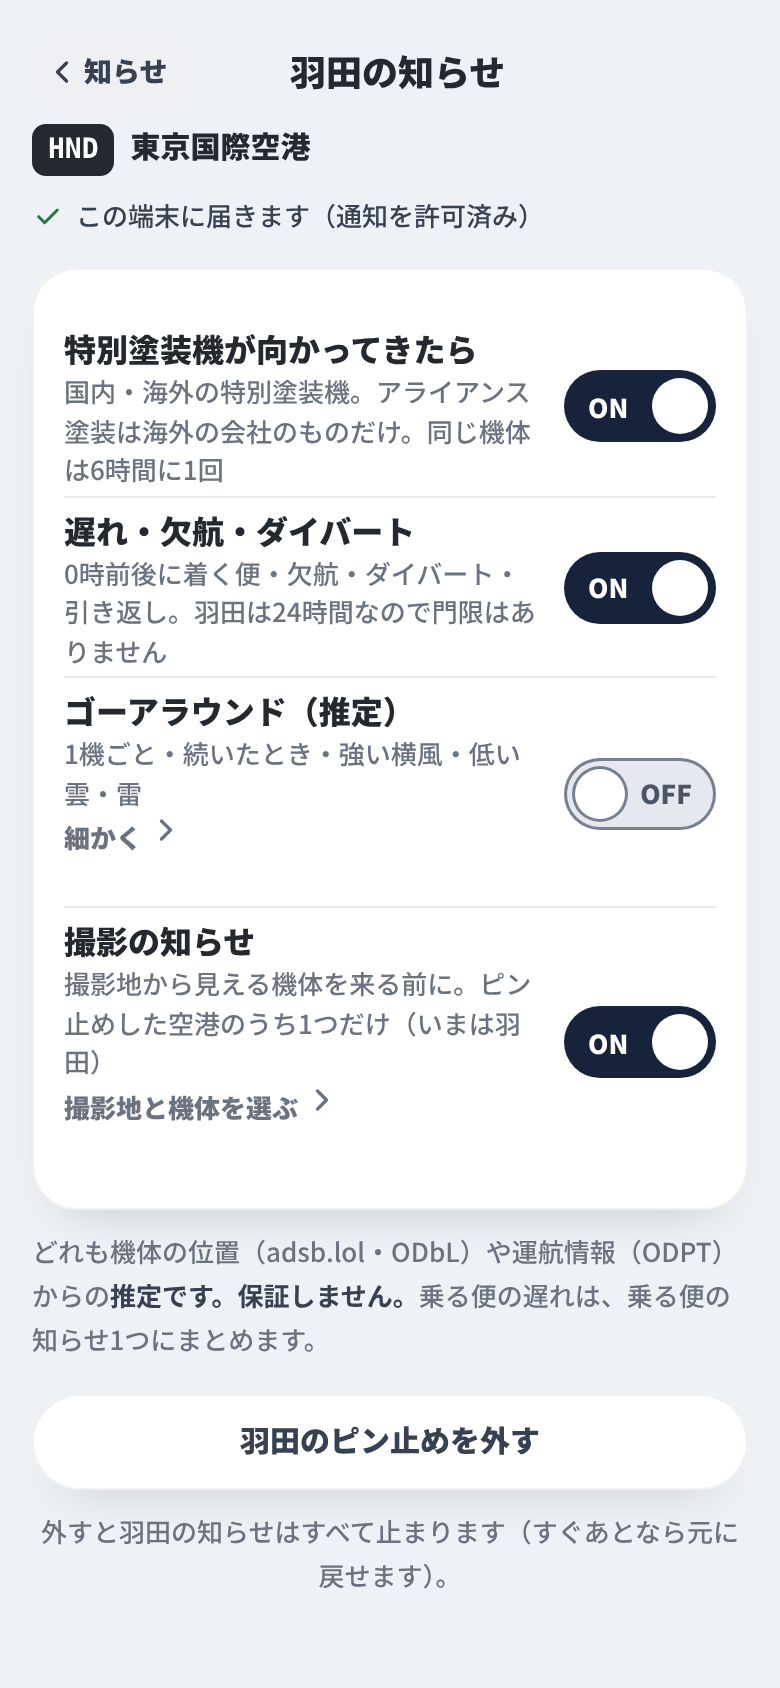 知らせ
羽田の知らせ
HND 東京国際空港
この端末に届きます（通知を許可済み）
特別塗装機が向かってきたら
国内・海外の特別塗装機。アライアンス
塗装は海外の会社のものだけ。同じ機体
は6時間に1回
ON
遅れ・欠航・ダイバート
0時前後に着く便・欠航・ダイバート・
引き返し。羽田は24時間なので門限はあ
りません
ON
ゴーアラウンド（推定）
1機ごと・続いたとき・強い横風・低い
雲・雷
細かく
OFF
撮影の知らせ
撮影地から見える機体を来る前に。ピン
止めした空港のうち1つだけ（いまは羽
田）
撮影地と機体を選ぶ
ON
どれも機体の位置（adsb.lol・ODbL）や運航情報（ODPT）
からの推定です。保証しません。乗る便の遅れは、乗る便の
知らせ1つにまとめます。
羽田のピン止めを外す
外すと羽田の知らせはすべて止まります（すぐあとなら元に
戻せます）。